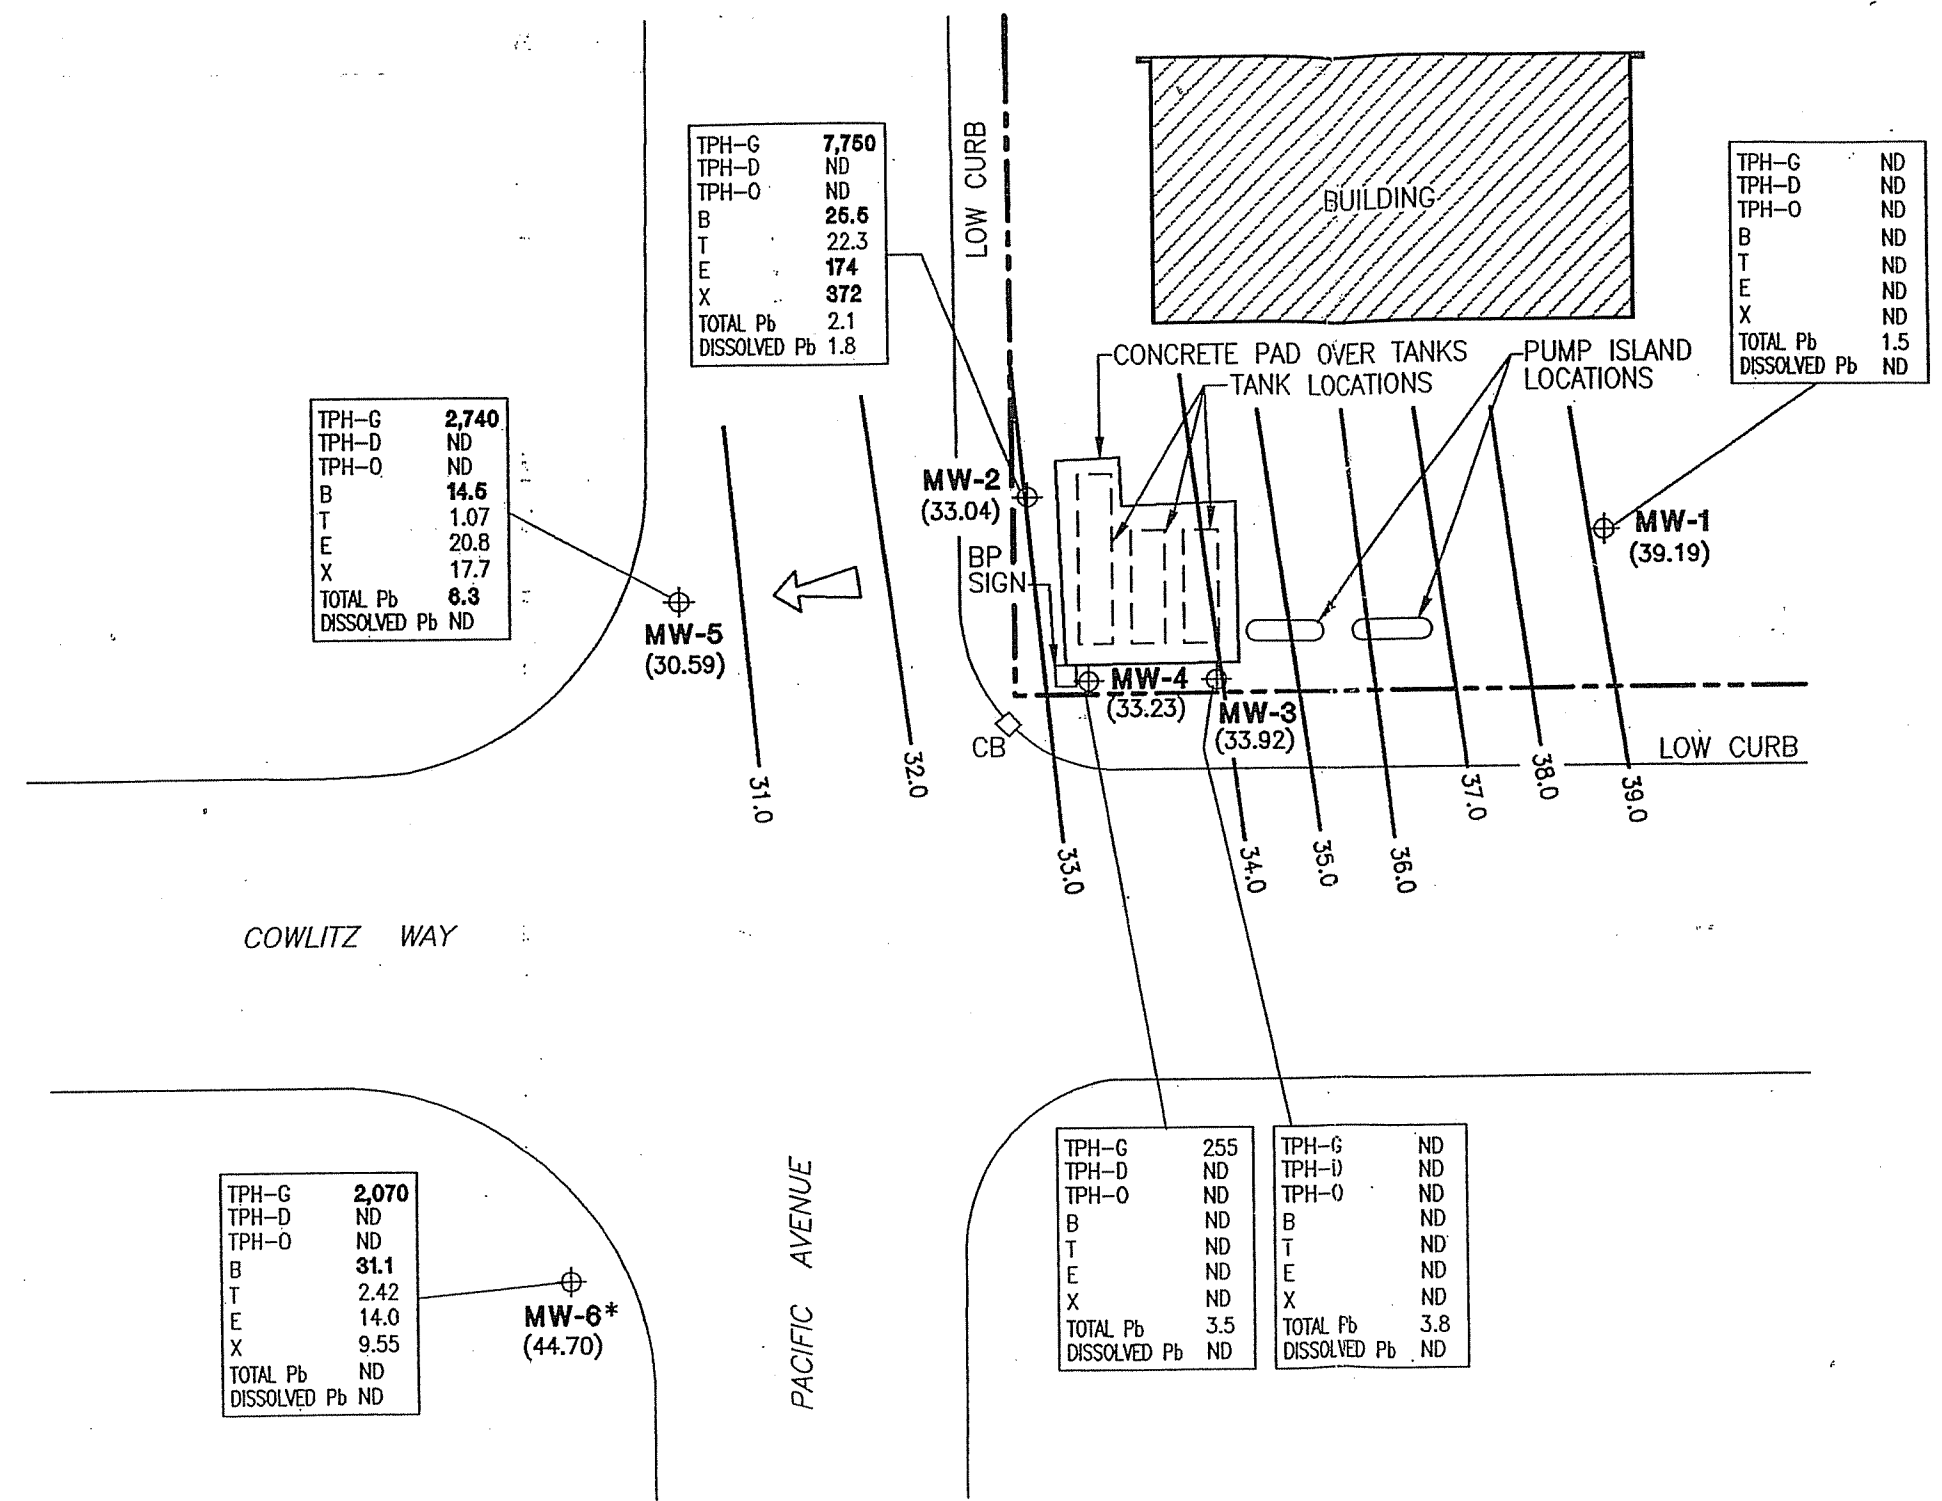 TPH-G 7,750
TPH-D ND
TPH-O ND
B 25.5
T 22.3
E 174
X 372
TOTAL Pb 2.1
DISSOLVED Pb 1.8
LOW CURB
BUILDING
TPH-G ND
TPH-D ND
TPH-O ND
B ND
T ND
E ND
X ND
TOTAL Pb 1.5
DISSOLVED Pb ND
CONCRETE PAD OVER TANKS
TANK LOCATIONS
PUMP ISLAND
LOCATIONS
TPH-G 2,740
TPH-D ND
TPH-O ND
B 14.5
T 1.07
E 20.8
X 17.7
TOTAL Pb 6.3
DISSOLVED Pb ND
MW-2
(33.04)
MW-1
(39.19)
BP
SIGN
MW-5
(30.59)
MW-4
(33.23)
MW-3
(33.92)
CB
LOW CURB
31.0
32.0
33.0
34.0
35.0
36.0
37.0
38.0
39.0
COWLITZ WAY
PACIFIC AVENUE
TPH-G 2,070
TPH-D ND
TPH-O ND
B 31.1
T 2.42
E 14.0
X 9.55
TOTAL Pb ND
DISSOLVED Pb ND
MW-6*
(44.70)
TPH-G 255
TPH-D ND
TPH-O ND
B ND
T ND
E ND
X ND
TOTAL Pb 3.5
DISSOLVED Pb ND
TPH-G ND
TPH-D ND
TPH-O ND
B ND
T ND
E ND
X ND
TOTAL Pb 3.8
DISSOLVED Pb ND